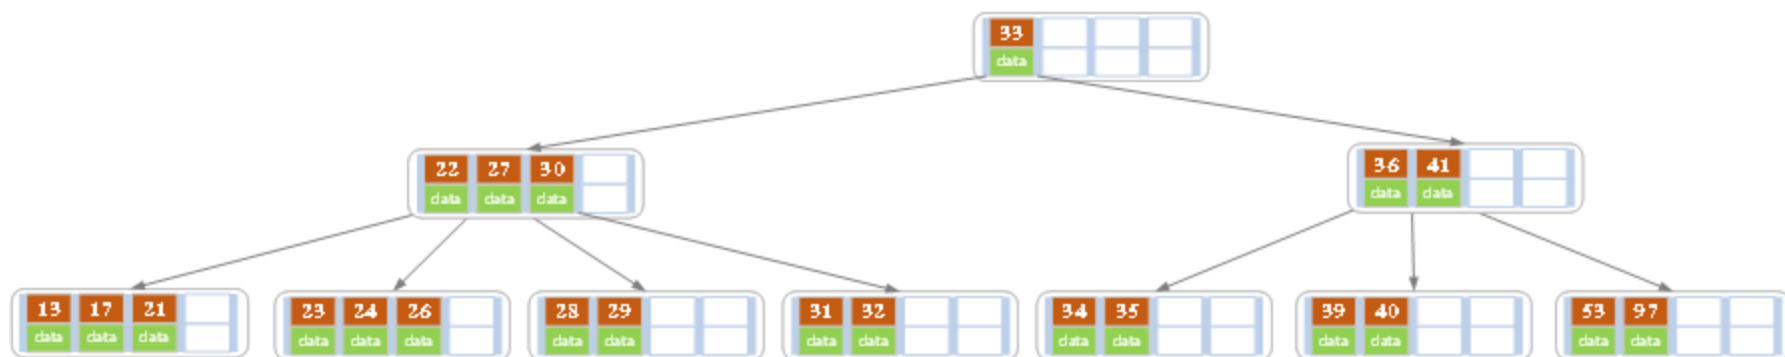 33
data
22 27 30
data data data
36 41
data data
13 17 21
data data data
23 24 26
data data data
28 29
data data
31 32
data data
34 35
data data
39 40
data data
53 97
data data